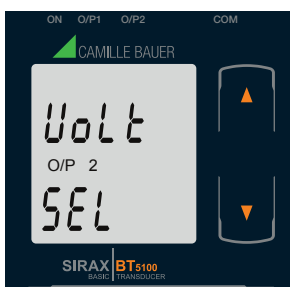 ON O/P1 O/P2 COM
CAMILLE BAUER
VoLt
O/P 2
SEL
SIRAX BT5100
BASIC TRANSDUCER